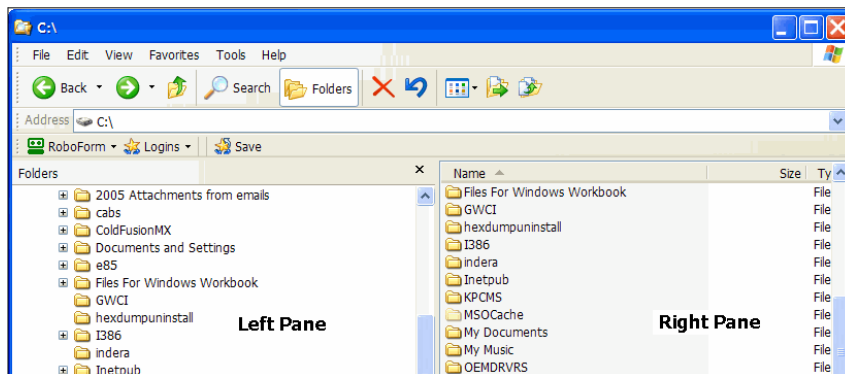 C:\
File Edit View Favorites Tools Help
Back Search Folders
Address C:\
RoboForm Logins Save
Folders
2005 Attachments from emails
cabs
ColdFusionMX
Documents and Settings
e85
Files For Windows Workbook
GWCI
hexdumpuninstall
I386
indera
Inetpub
Left Pane
Name Size Ty
Files For Windows Workbook File
GWCI File
hexdumpuninstall File
I386 File
indera File
Inetpub File
KPCMS File
MSOCache File
My Documents File
My Music File
OEMDRVRS File
Right Pane